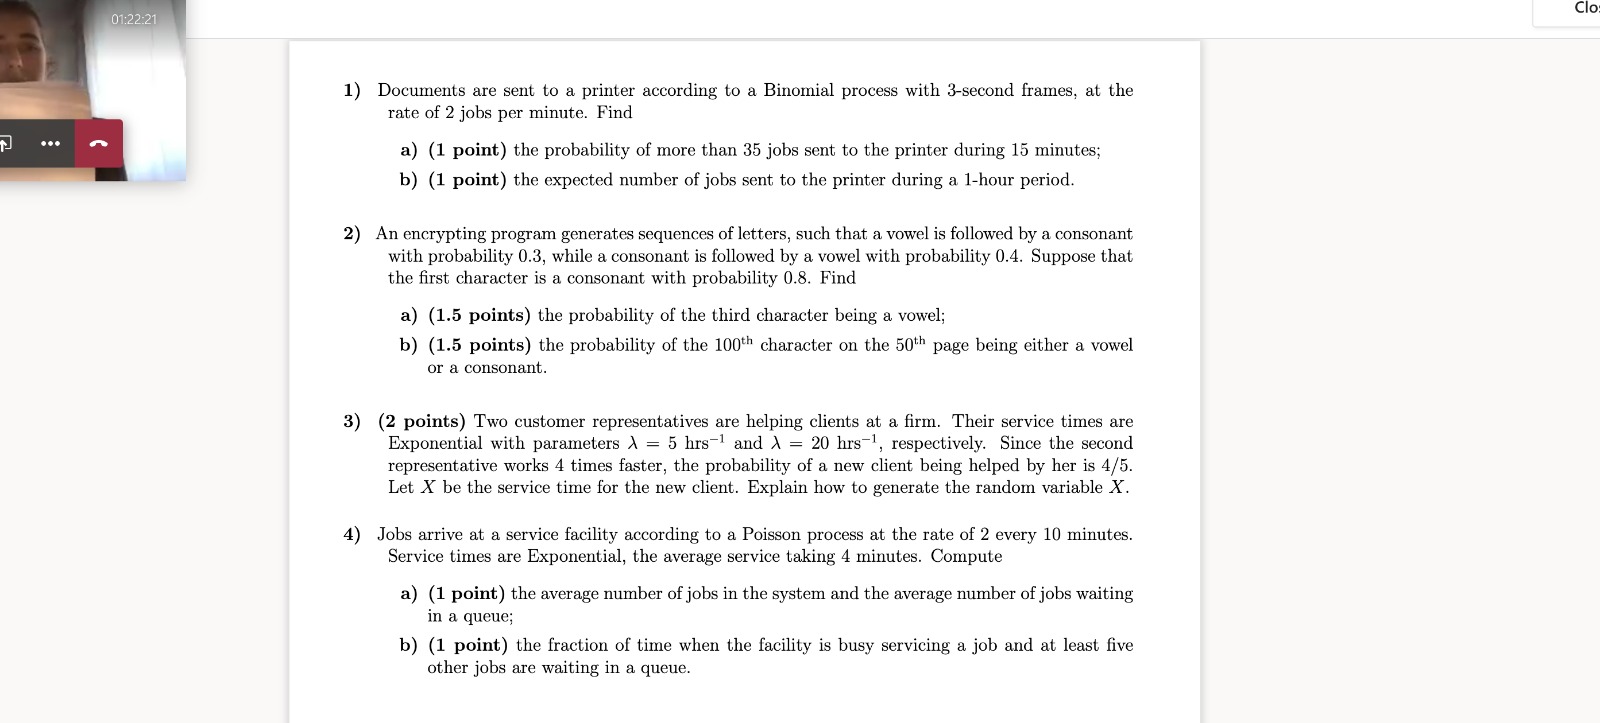 01:22:21
Clo
1) Documents are sent to a printer according to a Binomial process with 3-second frames, at the
rate of 2 jobs per minute. Find
a) (1 point) the probability of more than 35 jobs sent to the printer during 15 minutes;
b) (1 point) the expected number of jobs sent to the printer during a 1-hour period.
2) An encrypting program generates sequences of letters, such that a vowel is followed by a consonant
with probability 0.3, while a consonant is followed by a vowel with probability 0.4. Suppose that
the first character is a consonant with probability 0.8. Find
a) (1.5 points) the probability of the third character being a vowel;
b) (1.5 points) the probability of the 100th character on the 50th page being either a vowel
or a consonant.
3) (2 points) Two customer representatives are helping clients at a firm. Their service times are
Exponential with parameters λ = 5 hrs⁻¹ and λ = 20 hrs⁻¹, respectively. Since the second
representative works 4 times faster, the probability of a new client being helped by her is 4/5.
Let X be the service time for the new client. Explain how to generate the random variable X.
4) Jobs arrive at a service facility according to a Poisson process at the rate of 2 every 10 minutes.
Service times are Exponential, the average service taking 4 minutes. Compute
a) (1 point) the average number of jobs in the system and the average number of jobs waiting
in a queue;
b) (1 point) the fraction of time when the facility is busy servicing a job and at least five
other jobs are waiting in a queue.